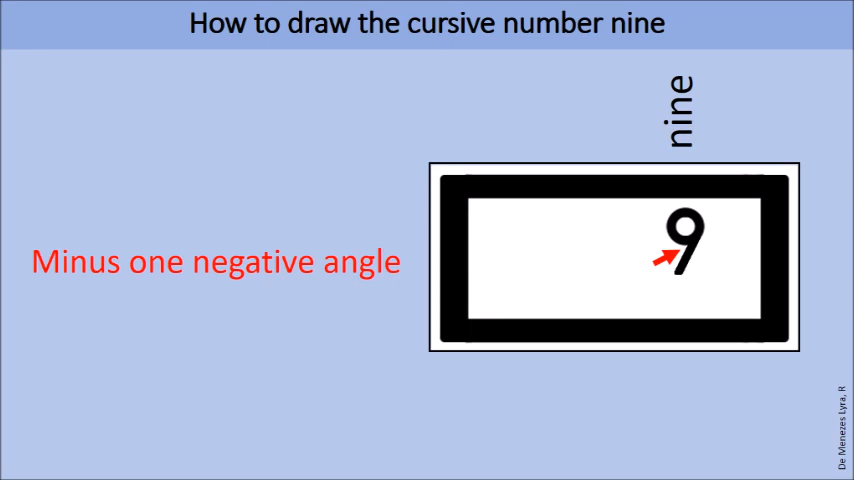 How to draw the cursive number nine
nine
9
Minus one negative angle
De Menezes Lyra, R